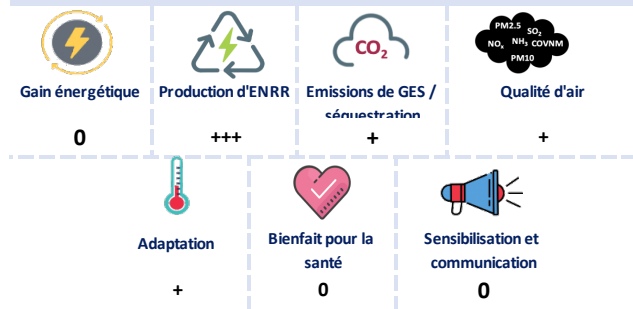 PM2.5 SO₂
NOₓ NH₃ COVNM
PM10
CO₂
Gain énergétique Production d'ENRR Emissions de GES / Qualité d'air
séquestration
0 +++ + +
Adaptation Bienfait pour la Sensibilisation et
santé communication
+ 0 0